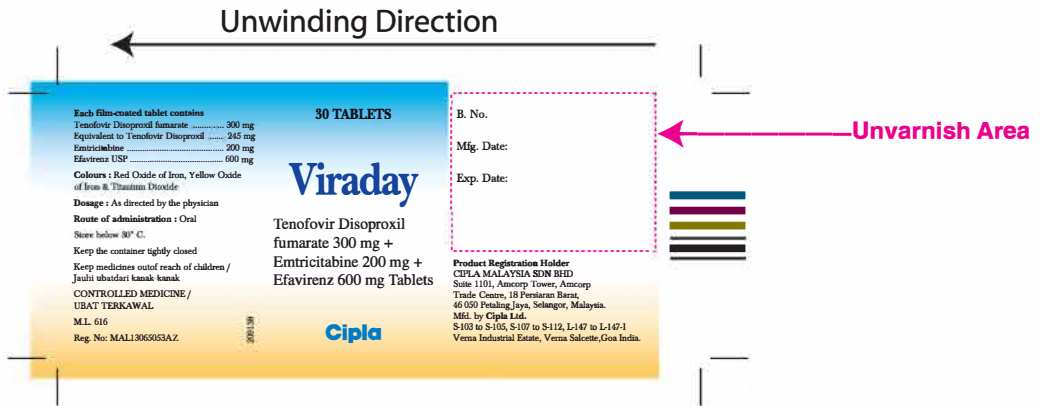 Unwinding Direction
Each film-coated tablet contains
Tenofovir Disoproxil fumarate ............ 300 mg
Equivalent to Tenofovir Disoproxil ...... 245 mg
Emtricitabine ........................................ 200 mg
Efavirenz USP ...................................... 600 mg
Colours : Red Oxide of Iron, Yellow Oxide
of Iron & Titanium Dioxide
Dosage : As directed by the physician
Route of administration : Oral
Store below 30° C.
Keep the container tightly closed
Keep medicines outof reach of children /
Jauhi ubatdari kanak-kanak
CONTROLLED MEDICINE /
UBAT TERKAWAL
M.L. 616
Reg. No: MAL13065053AZ
30 TABLETS
Viraday
Tenofovir Disoproxil
fumarate 300 mg +
Emtricitabine 200 mg +
Efavirenz 600 mg Tablets
Cipla
B. No.
Mfg. Date:
Exp. Date:
Product Registration Holder
CIPLA MALAYSIA SDN BHD
Suite 1101, Amcorp Tower, Amcorp
Trade Centre, 18 Persiaran Barat,
46 050 Petaling Jaya, Selangor, Malaysia.
Mfd. by Cipla Ltd.
S-103 to S-105, S-107 to S-112, L-147 to L-147-1
Verna Industrial Estate, Verna Salcette,Goa India.
Unvarnish Area